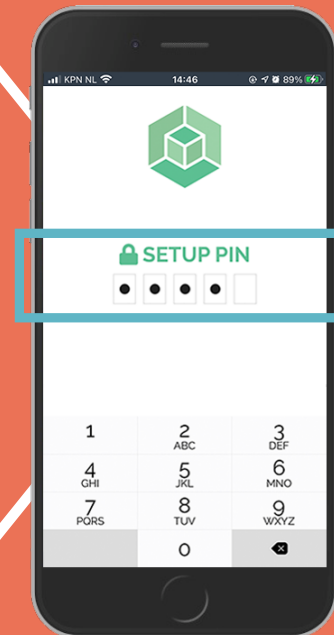 KPN NL 14:46 89%
SETUP PIN
1 2 3
ABC DEF
4 5 6
GHI JKL MNO
7 8 9
PQRS TUV WXYZ
0